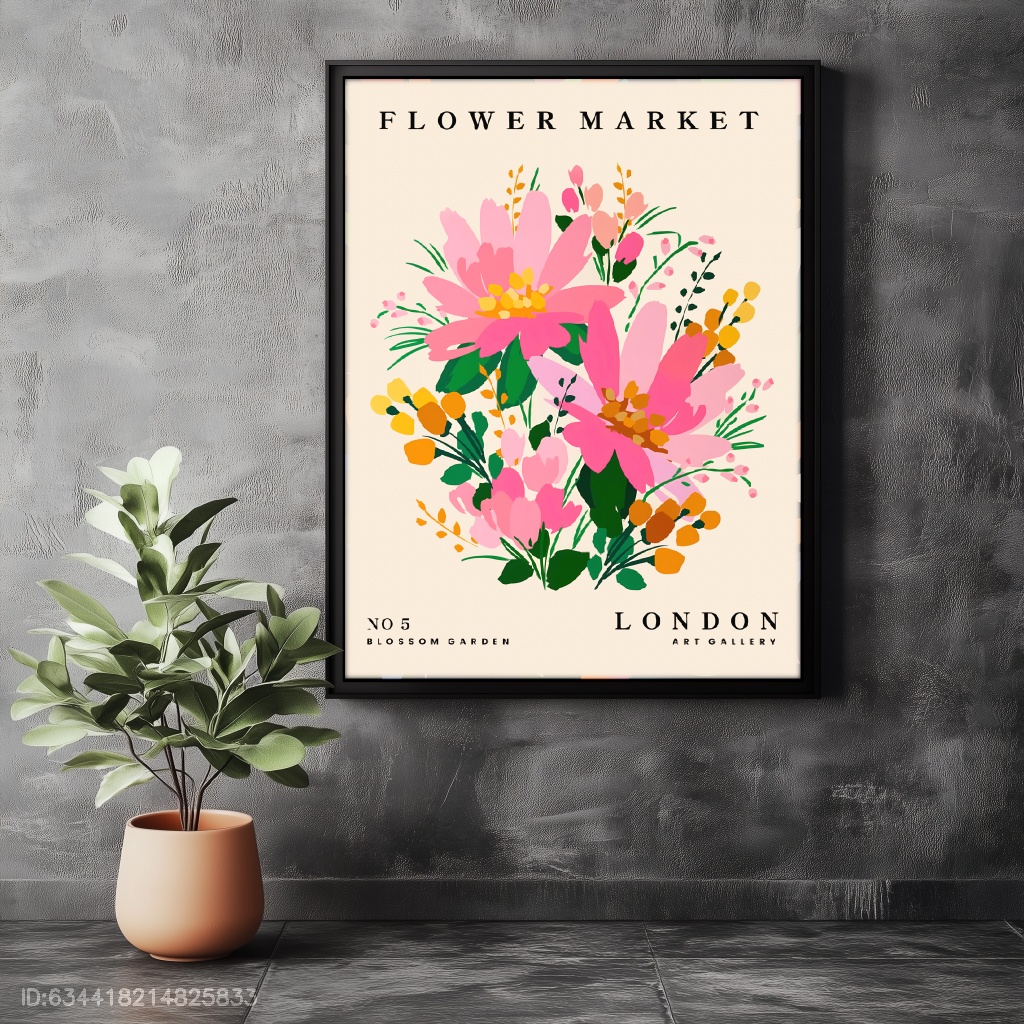 FLOWER MARKET
NO 5
BLOSSOM GARDEN
LONDON
ART GALLERY
ID:634418214825833